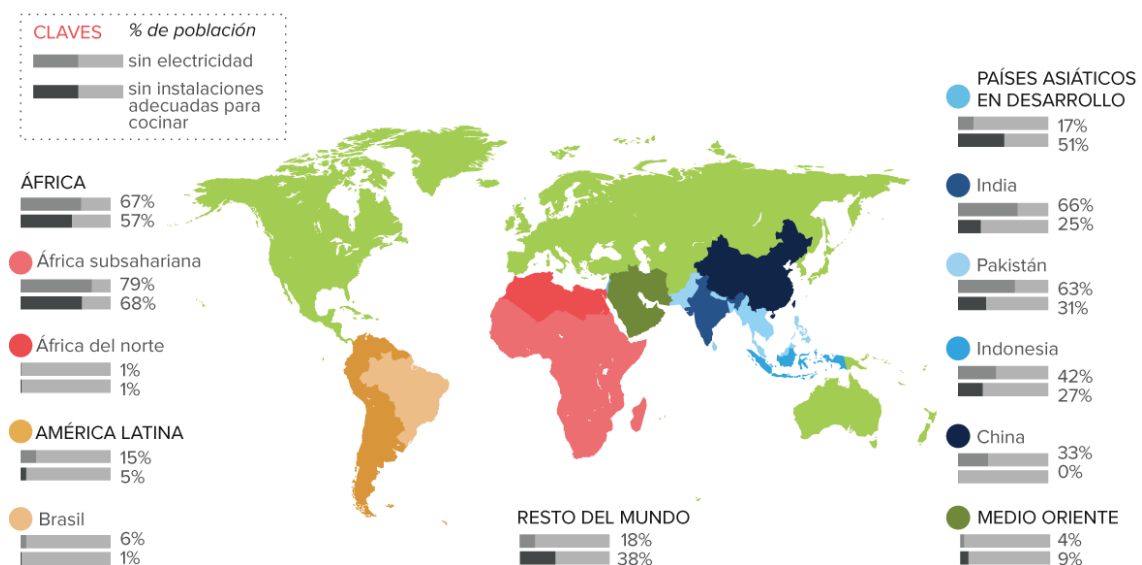 CLAVES % de población
sin electricidad
sin instalaciones
adecuadas para
cocinar
ÁFRICA
67%
57%
África subsahariana
79%
68%
África del norte
1%
1%
AMÉRICA LATINA
15%
5%
Brasil
6%
1%
RESTO DEL MUNDO
18%
38%
PAÍSES ASIÁTICOS
EN DESARROLLO
17%
51%
India
66%
25%
Pakistán
63%
31%
Indonesia
42%
27%
China
33%
0%
MEDIO ORIENTE
4%
9%